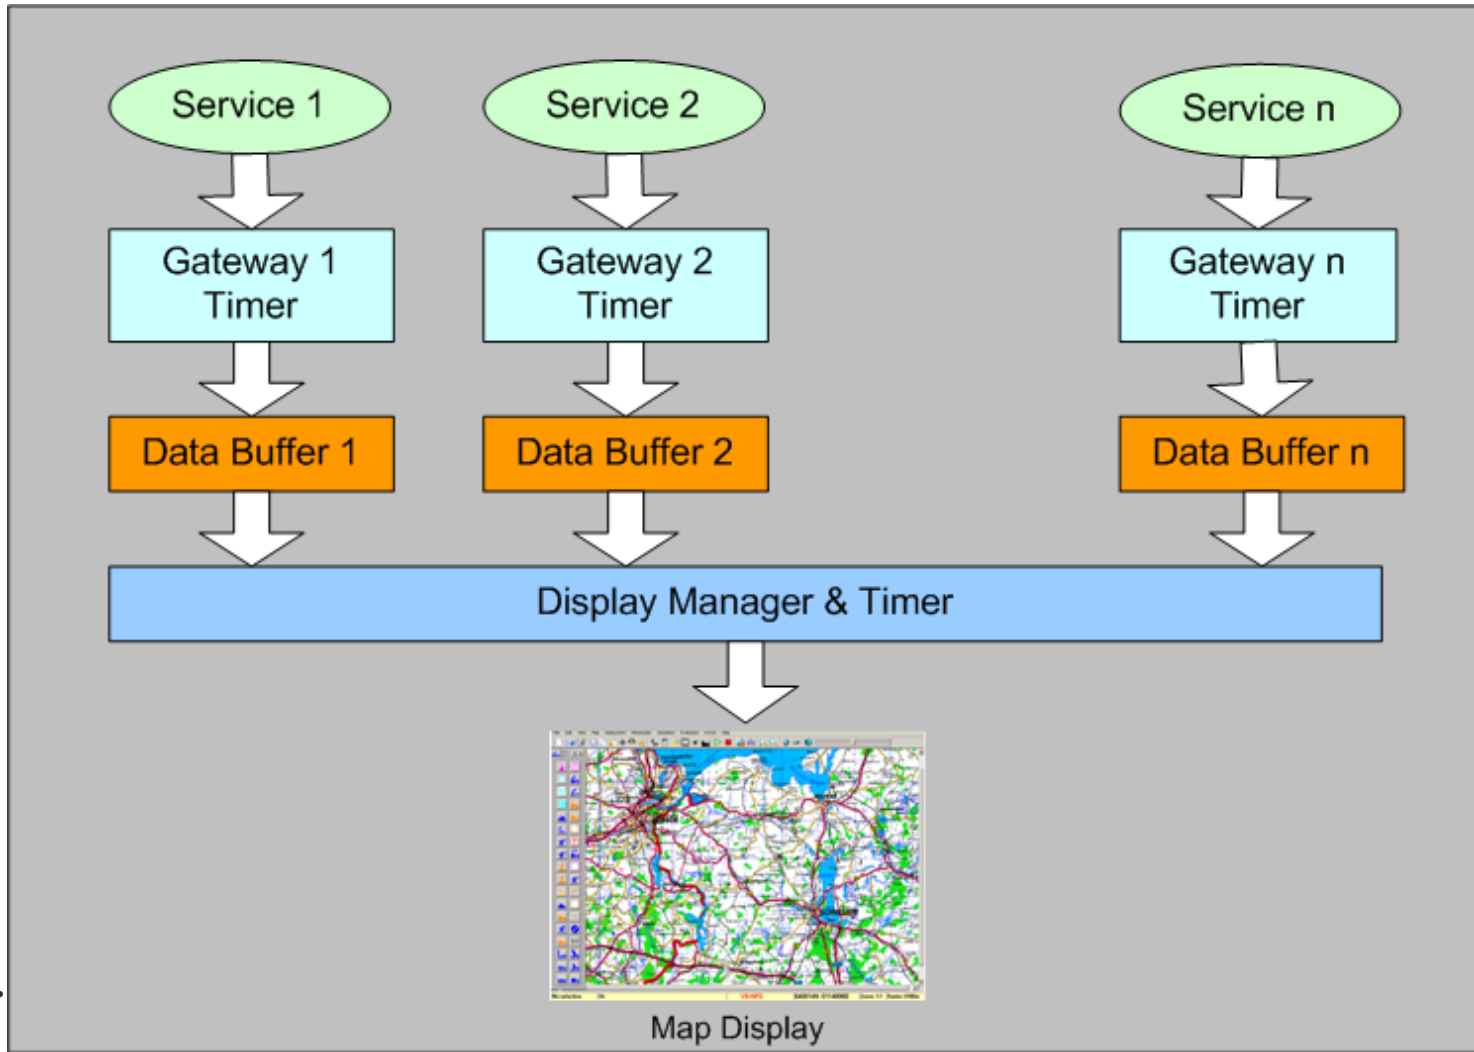 Service 1
Service 2
Service n
Gateway 1
Timer
Gateway 2
Timer
Gateway n
Timer
Data Buffer 1
Data Buffer 2
Data Buffer n
Display Manager & Timer
Map Display